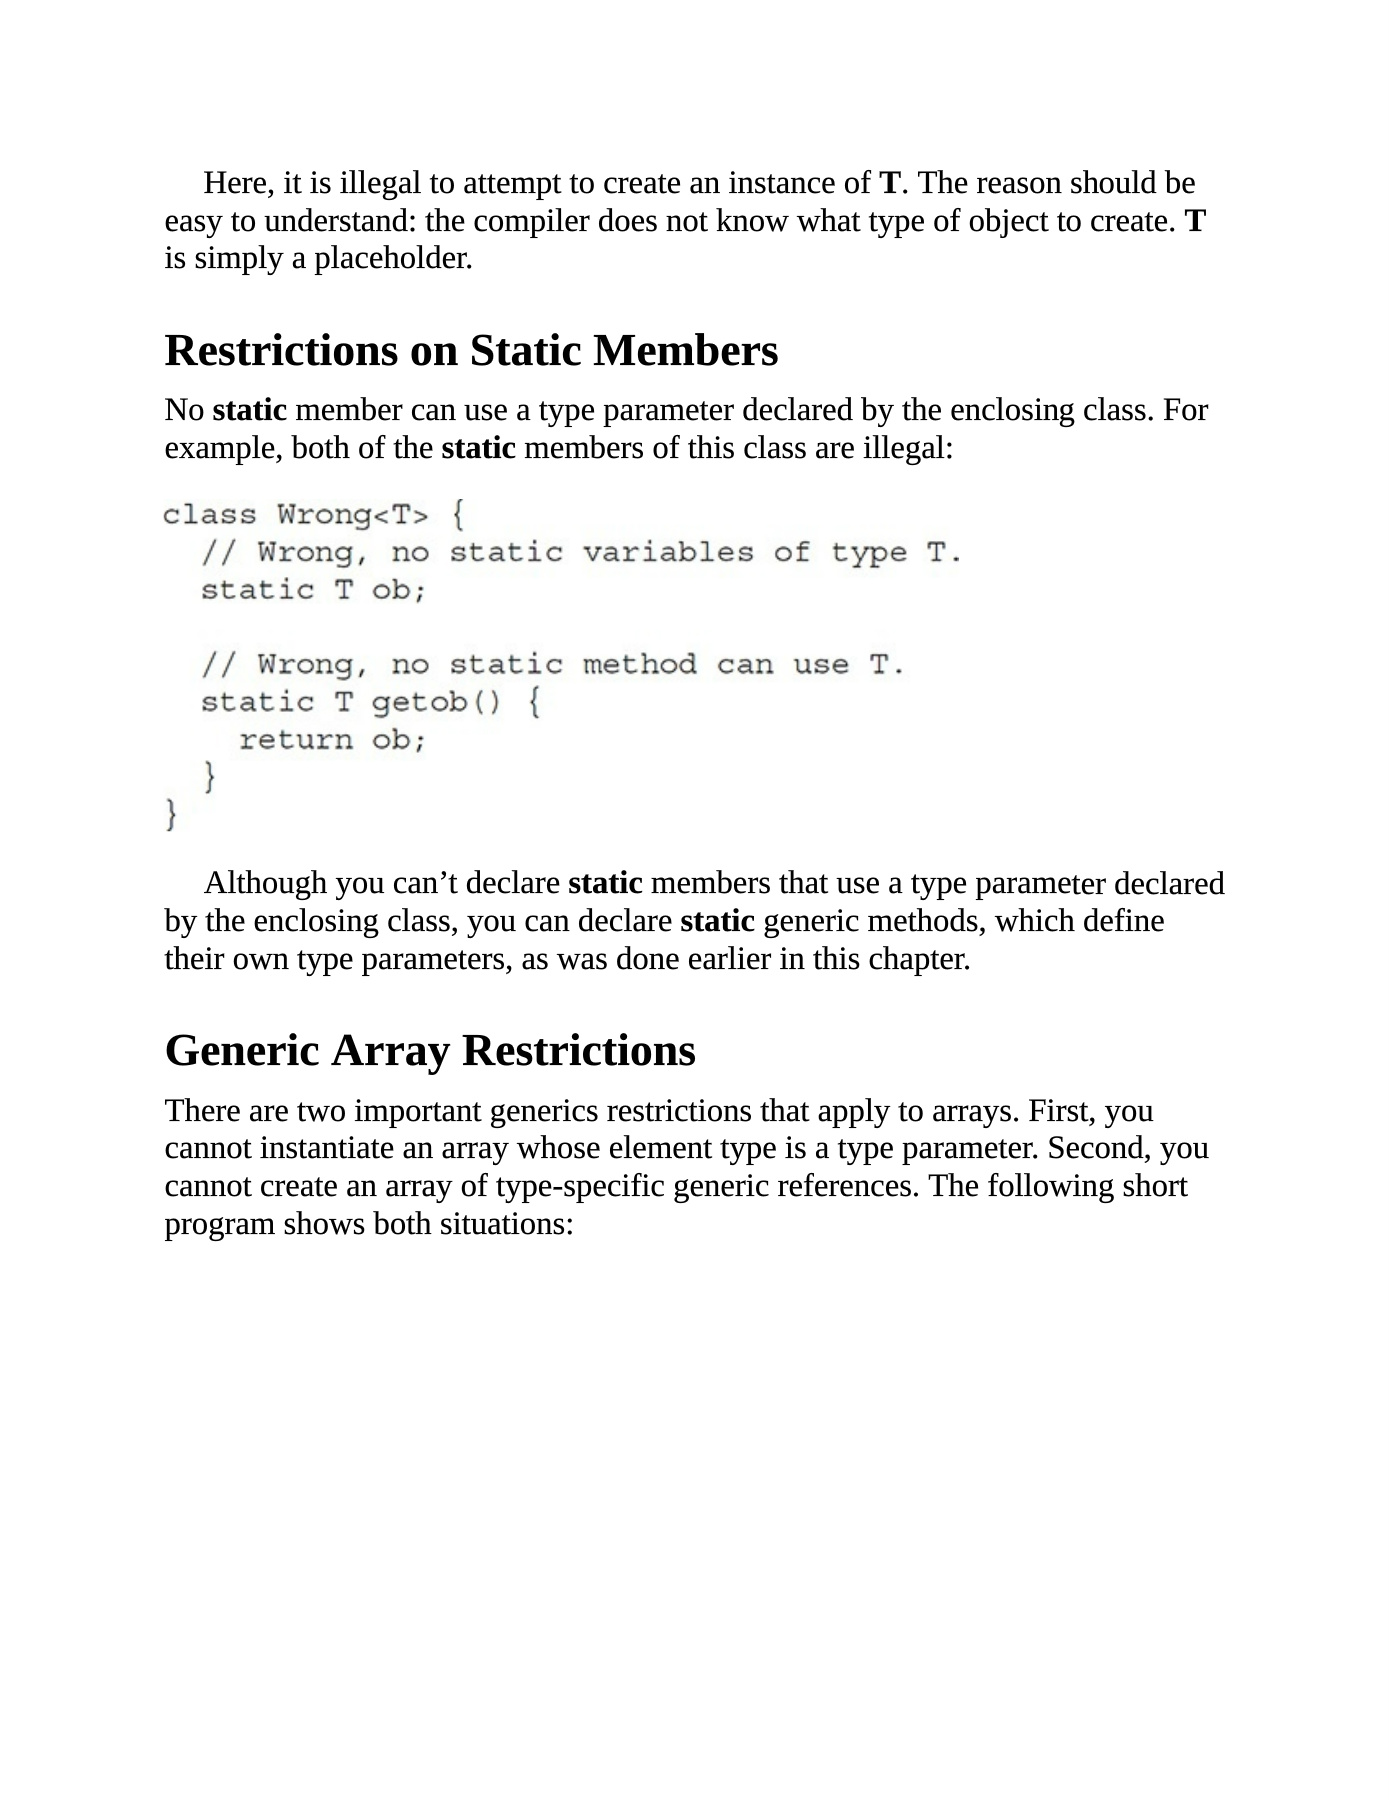 Here, it is illegal to attempt to create an instance of T. The reason should be
easy to understand: the compiler does not know what type of object to create. T
is simply a placeholder.
Restrictions on Static Members
No static member can use a type parameter declared by the enclosing class. For
example, both of the static members of this class are illegal:
class Wrong<T> {
  // Wrong, no static variables of type T.
  static T ob;

  // Wrong, no static method can use T.
  static T getob() {
    return ob;
  }
}
Although you can’t declare static members that use a type parameter declared
by the enclosing class, you can declare static generic methods, which define
their own type parameters, as was done earlier in this chapter.
Generic Array Restrictions
There are two important generics restrictions that apply to arrays. First, you
cannot instantiate an array whose element type is a type parameter. Second, you
cannot create an array of type-specific generic references. The following short
program shows both situations: